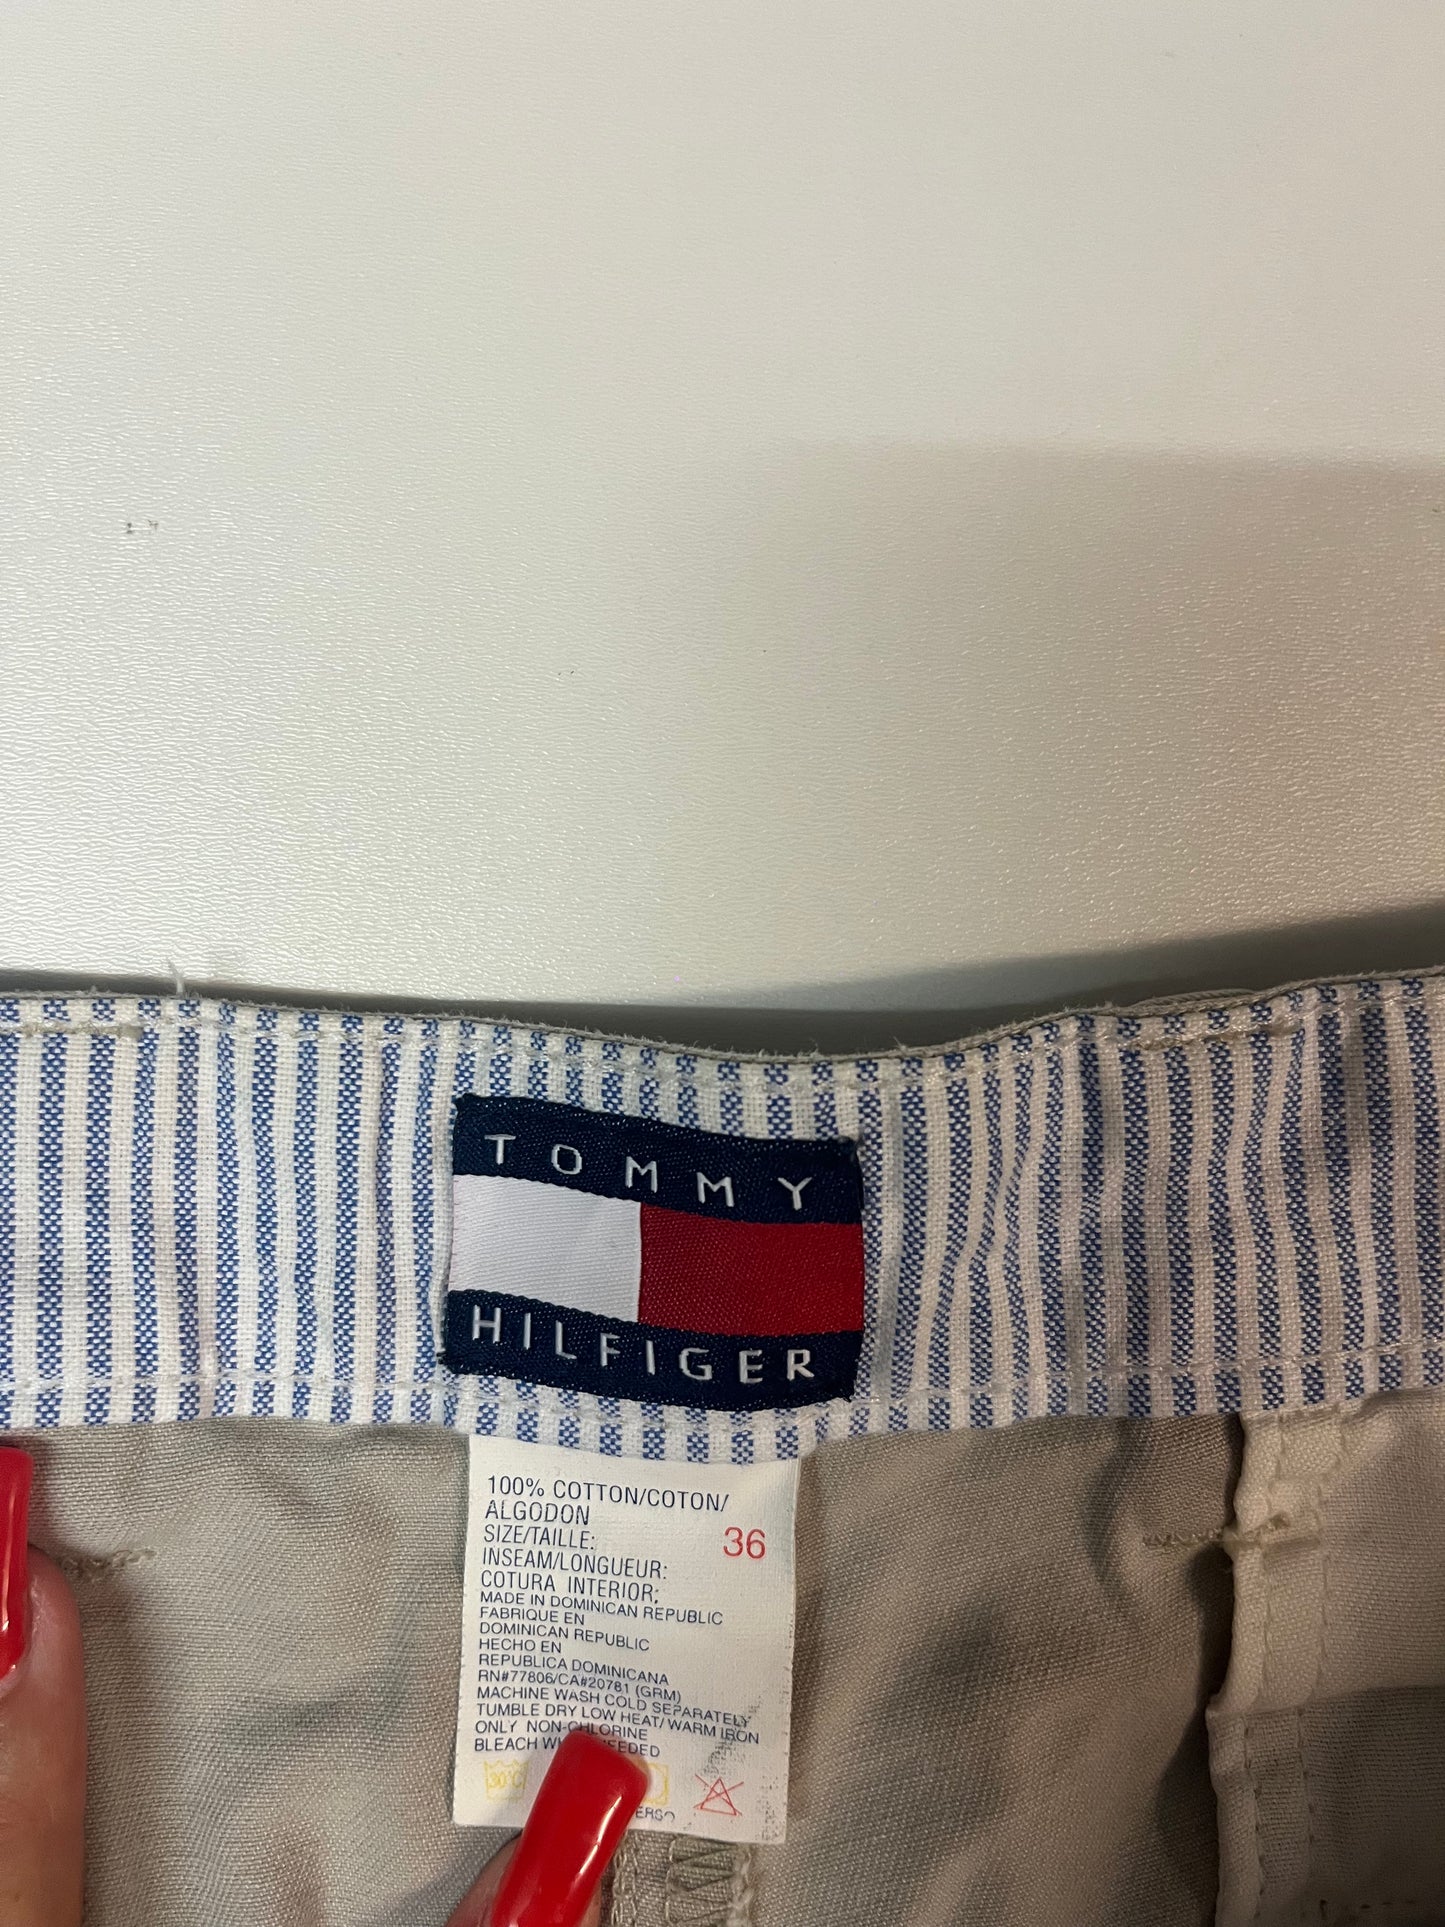 TOMMY
HILFIGER
100% COTTON/COTON/
ALGODON
SIZE/TAILLE: 36
INSEAM/LONGUEUR:
COTURA INTERIOR;
MADE IN DOMINICAN REPUBLIC
FABRIQUE EN
DOMINICAN REPUBLIC
HECHO EN
REPUBLICA DOMINICANA
RN#77806/CA#20781 (GRM)
MACHINE WASH COLD SEPARATELY
TUMBLE DRY LOW HEAT/WARM IRON
ONLY NON-CHLORINE
BLEACH
30°C